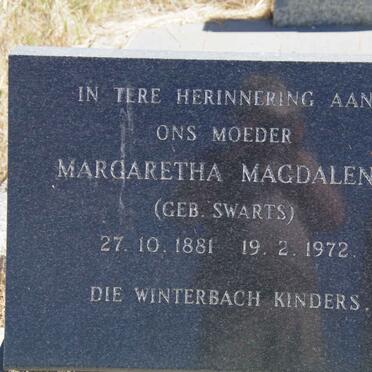 IN TERE HERINNERING AAN
ONS MOEDER
MARGARETHA MAGDALEN
(GEB. SWARTS)
27. 10. 1881 19. 2. 1972.
DIE WINTERBACH KINDERS.